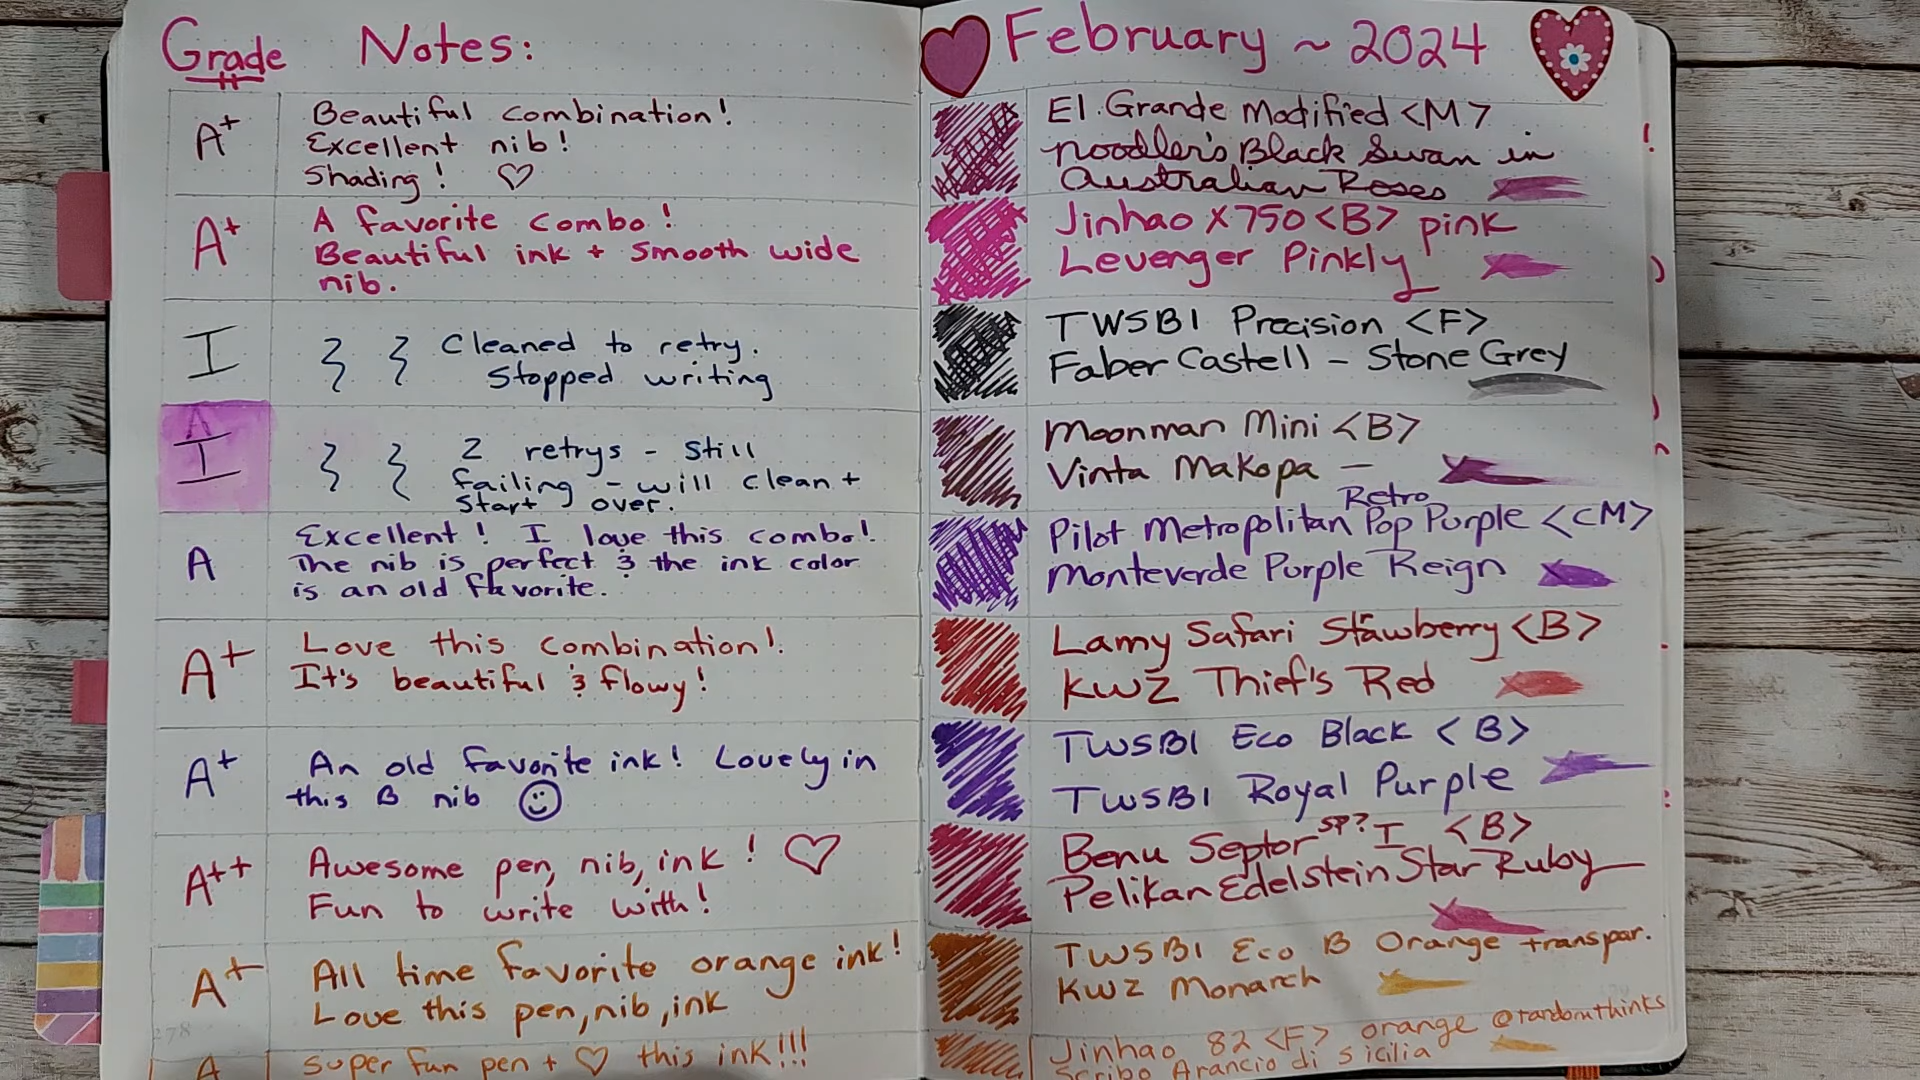 Grade Notes:
A+
Beautiful combination!
Excellent nib!
Shading!
A+
A favorite combo!
Beautiful ink + smooth wide
nib.
I
Cleaned to retry.
Stopped writing
A
I
2 retrys - still
failing - will clean +
start over.
A
Excellent! I love this combo!
The nib is perfect & the ink color
is an old favorite.
A+
Love this combination!
It's beautiful & flowy!
A+
An old favorite ink! Lovely in
this B nib
A++
Awesome pen, nib, ink!
Fun to write with!
A+
All time favorite orange ink!
Love this pen, nib, ink
278
A
Super fun pen + ♡ this ink!!!
February ~ 2024
El Grande Modified <M>
Noodler's Black Swan in
Australian Roses
Jinhao X750 <B> pink
Levenger Pinkly
TWSBI Precision <F>
Faber Castell - Stone Grey
Moonman Mini <B>
Vinta Makopa -
Retro
Pilot Metropolitan Pop Purple <CM>
Monteverde Purple Reign
Lamy Safari Stawberry <B>
KWZ Thief's Red
TWSBI Eco Black <B>
TWSBI Royal Purple
Benu Septor sp? I <B>
Pelikan Edelstein Star Ruby
TWSBI Eco B Orange transpar.
KWZ Monarch
Jinhao 82 <F> orange @randomthinks
Scribo Arancio di Sicilia